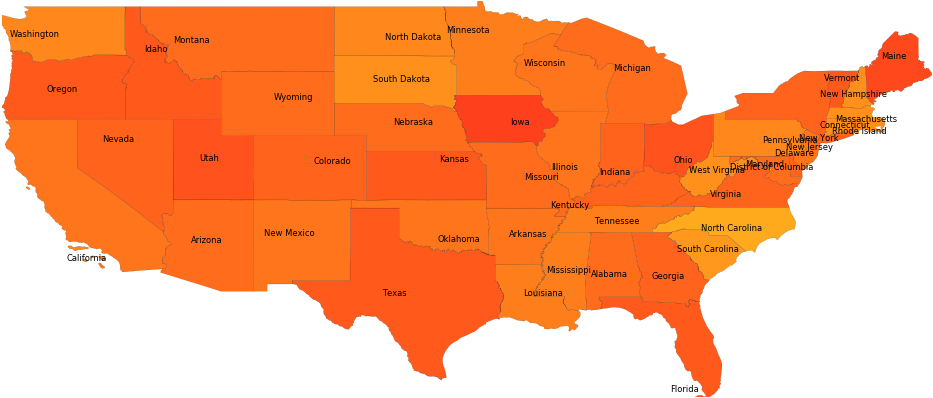 Washington
Montana
Idaho
Oregon
North Dakota
Minnesota
South Dakota
Wyoming
Nebraska
Wisconsin
Michigan
Iowa
Maine
Vermont
New Hampshire
Massachusetts
Connecticut
Rhode Island
New York
New Jersey
Pennsylvania
Delaware
Maryland
District of Columbia
West Virginia
Virginia
Ohio
Indiana
Illinois
Nevada
Utah
Colorado
Kansas
Missouri
Kentucky
Tennessee
North Carolina
South Carolina
California
Arizona
New Mexico
Oklahoma
Arkansas
Mississippi
Alabama
Georgia
Texas
Louisiana
Florida